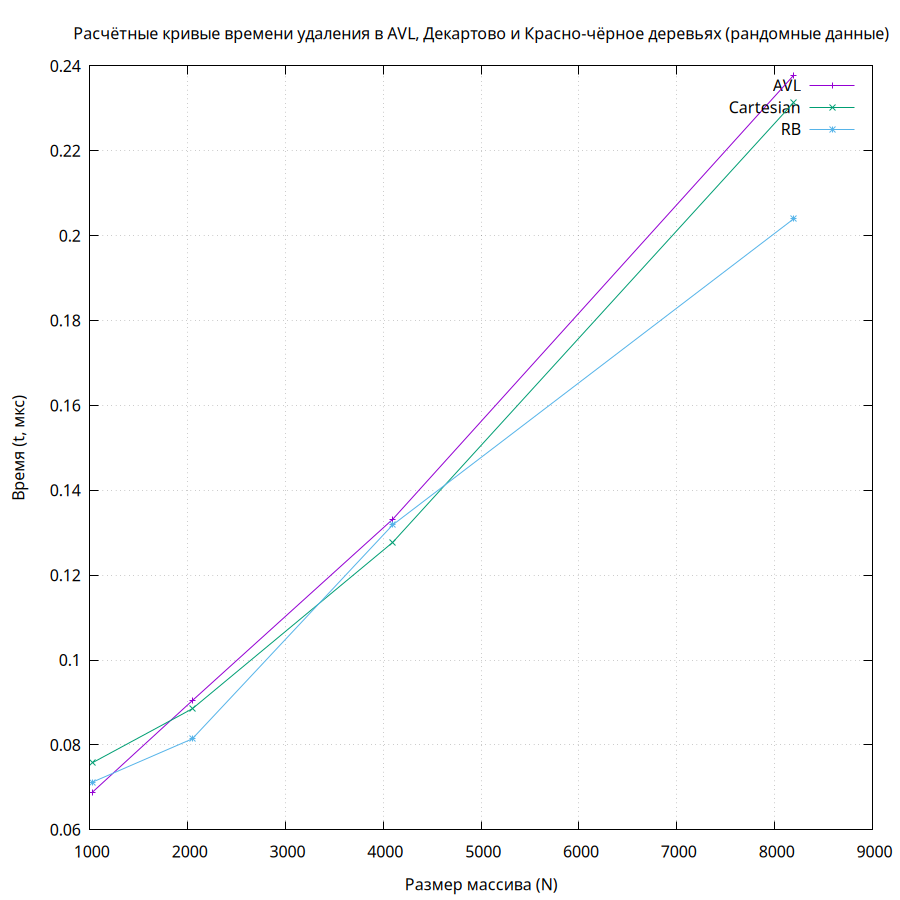 Расчётные кривые времени удаления в AVL, Декартово и Красно-чёрное деревьях (рандомные данные)
0.24
0.22
0.2
0.18
0.16
0.14
0.12
0.1
0.08
0.06
Время (t, мкс)
AVL
Cartesian
RB
1000 2000 3000 4000 5000 6000 7000 8000 9000
Размер массива (N)